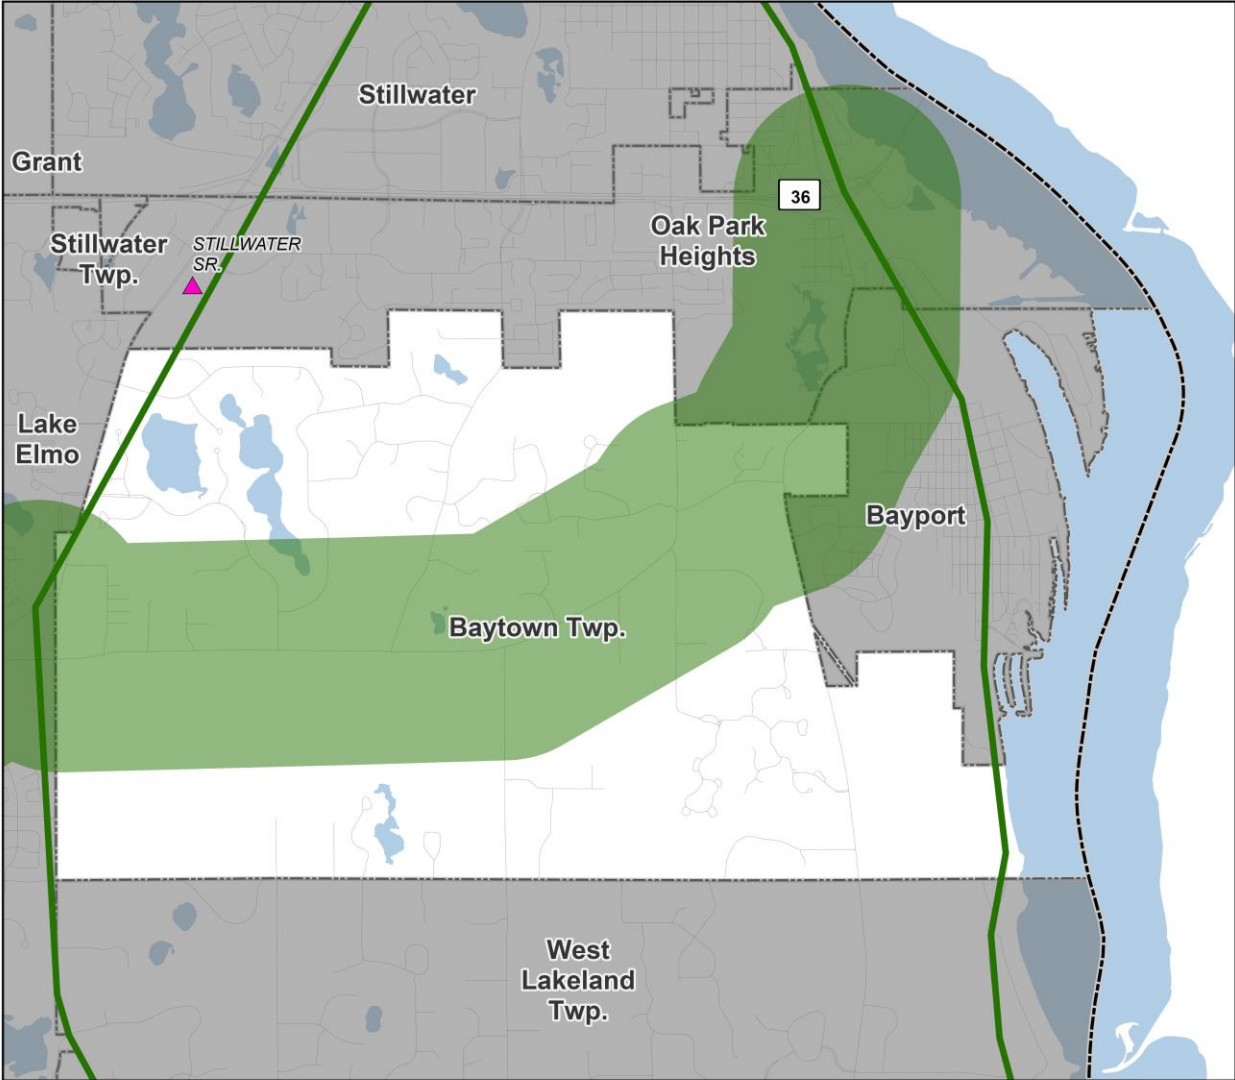 Stillwater
Grant
36
Oak Park
Heights
Stillwater
Twp.
STILLWATER
SR.
Lake
Elmo
Bayport
Baytown Twp.
West
Lakeland
Twp.